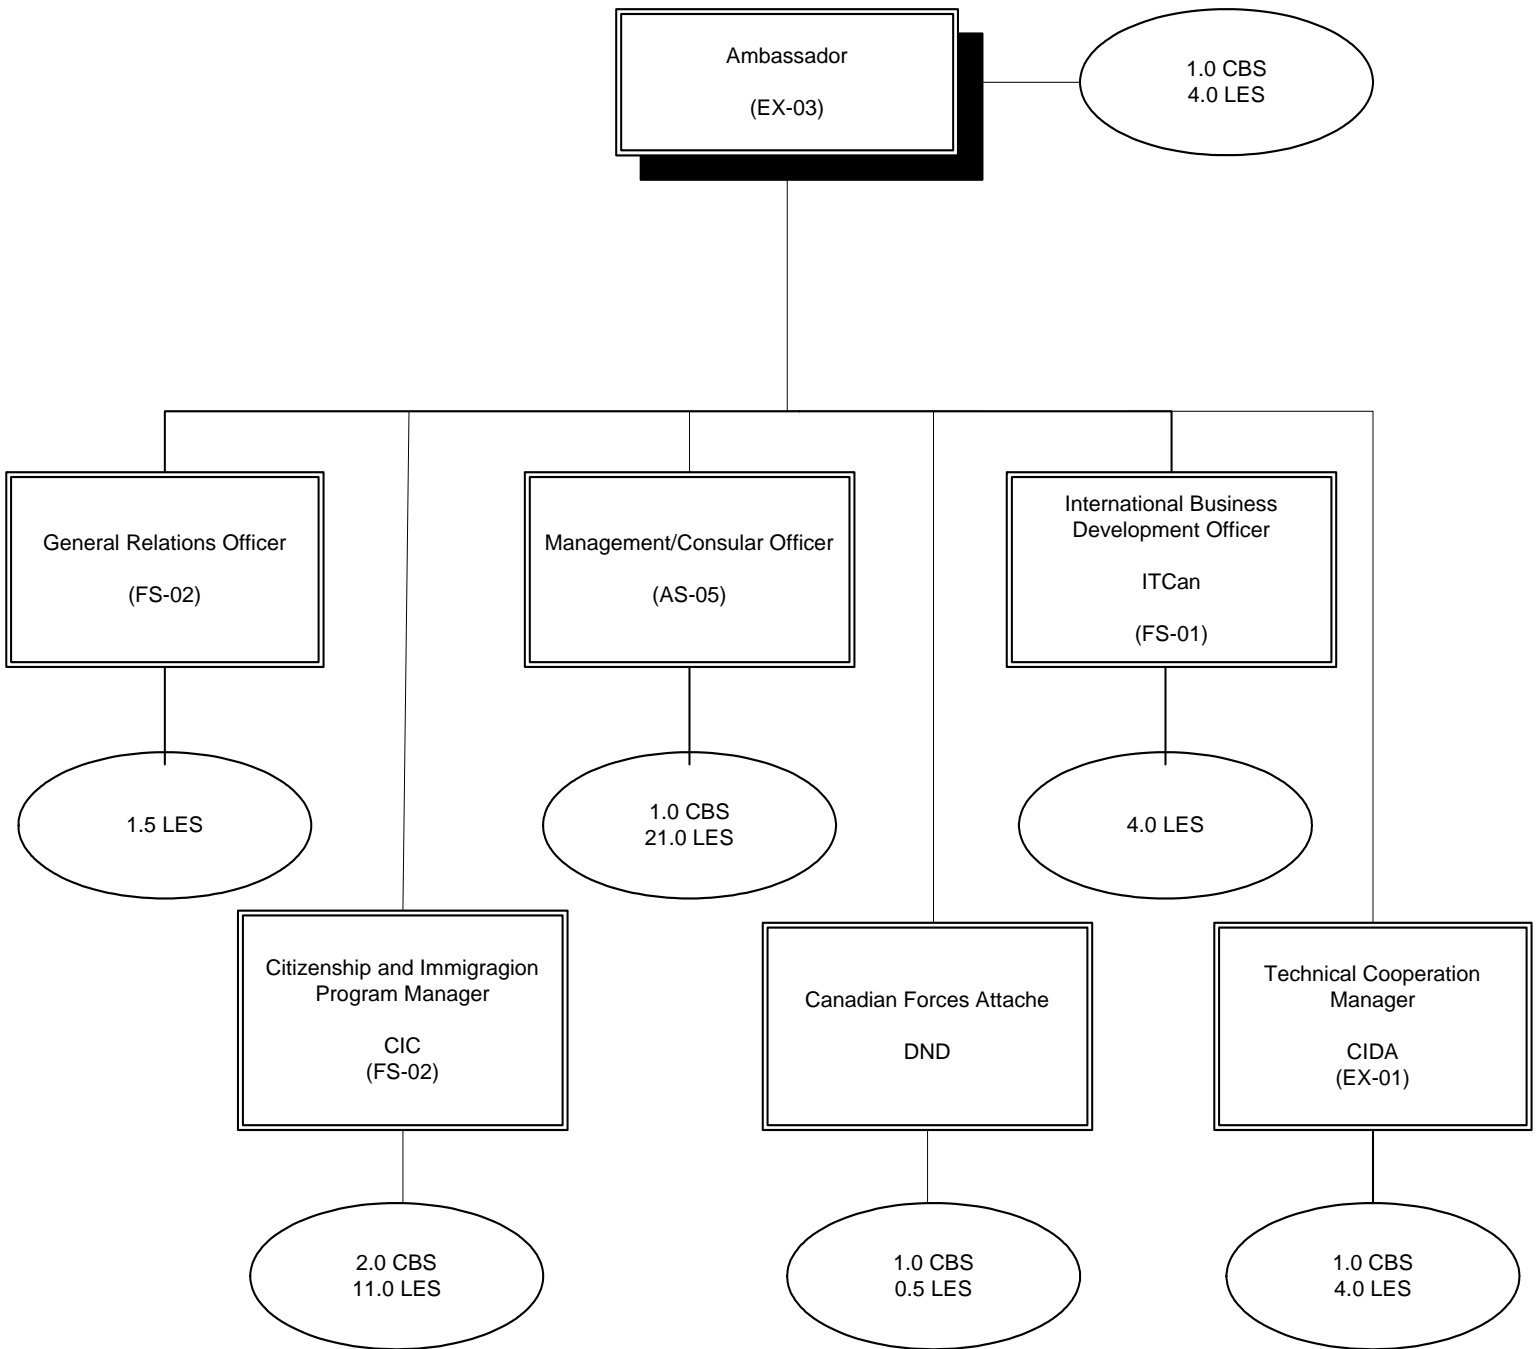 Ambassador
(EX-03)
1.0 CBS
4.0 LES
General Relations Officer
(FS-02)
Management/Consular Officer
(AS-05)
International Business
Development Officer
ITCan
(FS-01)
1.5 LES
1.0 CBS
21.0 LES
4.0 LES
Citizenship and Immigragion
Program Manager
CIC
(FS-02)
Canadian Forces Attache
DND
Technical Cooperation
Manager
CIDA
(EX-01)
2.0 CBS
11.0 LES
1.0 CBS
0.5 LES
1.0 CBS
4.0 LES